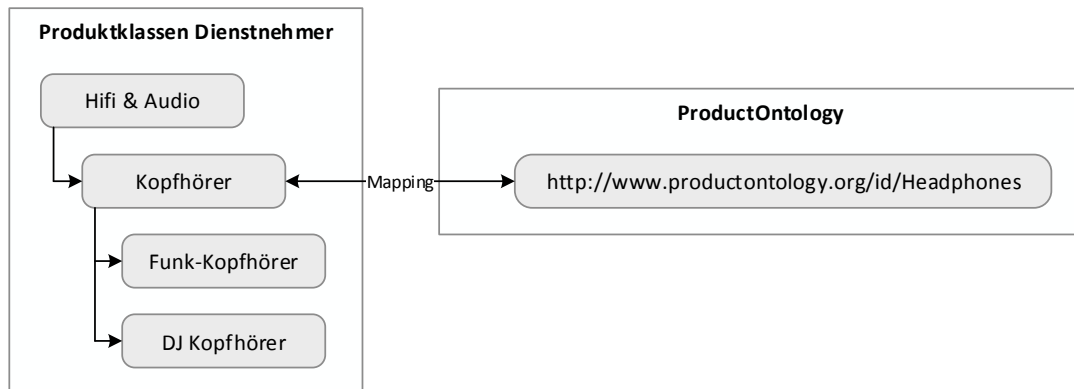 Produktklassen Dienstnehmer
Hifi & Audio
Kopfhörer
Funk-Kopfhörer
DJ Kopfhörer
Mapping
ProductOntology
http://www.productontology.org/id/Headphones